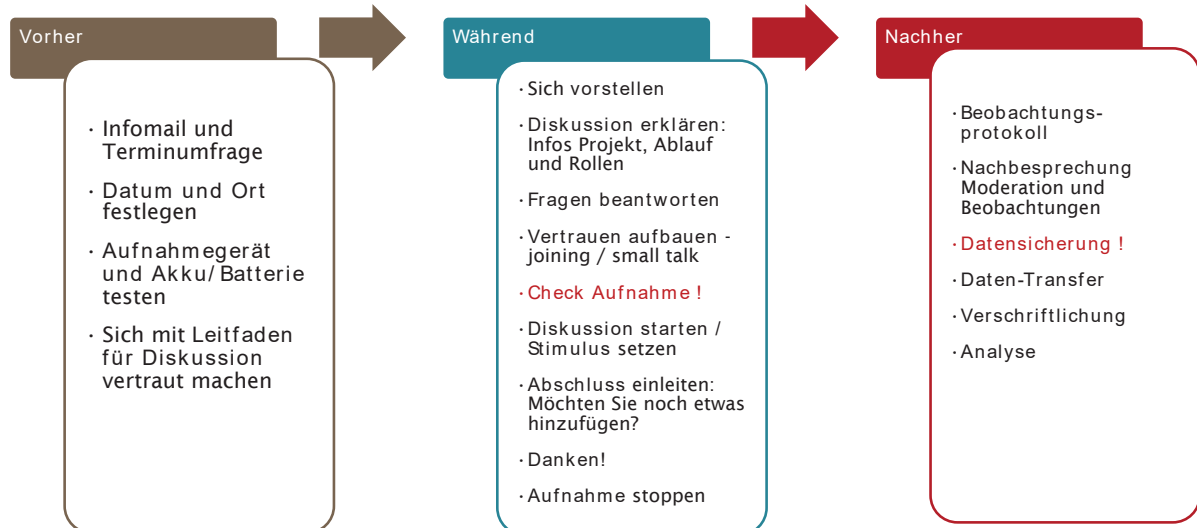 Vorher
· Infomail und
Terminumfrage
· Datum und Ort
festlegen
· Aufnahmegerät
und Akku/Batterie
testen
· Sich mit Leitfaden
für Diskussion
vertraut machen
Während
· Sich vorstellen
· Diskussion erklären:
Infos Projekt, Ablauf
und Rollen
· Fragen beantworten
· Vertrauen aufbauen -
joining / small talk
· Check Aufnahme !
· Diskussion starten /
Stimulus setzen
· Abschluss einleiten:
Möchten Sie noch etwas
hinzufügen?
· Danken!
· Aufnahme stoppen
Nachher
· Beobachtungs-
protokoll
· Nachbesprechung
Moderation und
Beobachtungen
· Datensicherung !
· Daten-Transfer
· Verschriftlichung
· Analyse